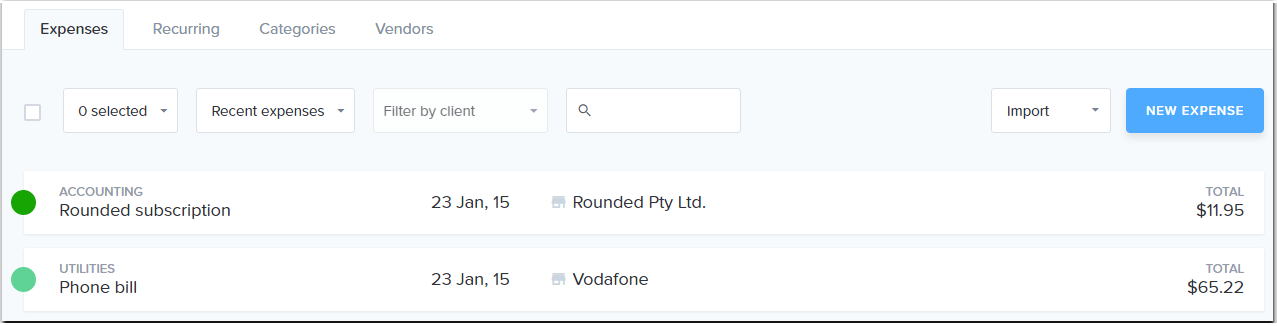 Expenses Recurring Categories Vendors
0 selected Recent expenses Filter by client Import NEW EXPENSE
ACCOUNTING TOTAL
Rounded subscription 23 Jan, 15 Rounded Pty Ltd. $11.95
UTILITIES TOTAL
Phone bill 23 Jan, 15 Vodafone $65.22